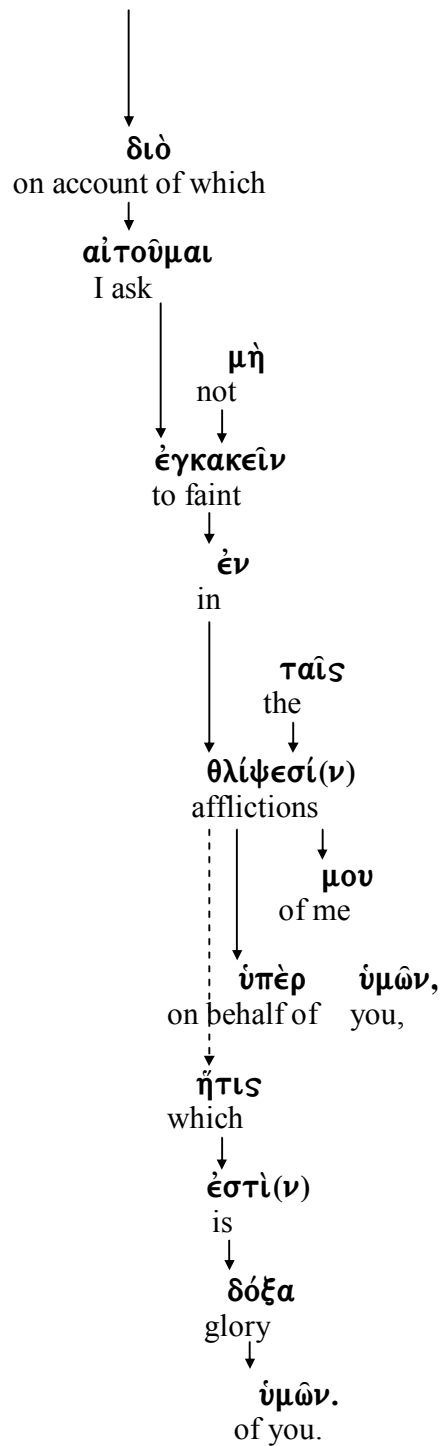 διὸ
on account of which
αἰτοῦμαι
I ask
μὴ
not
ἐγκακεῖν
to faint
ἐν
in
ταῖς
the
θλίψεσί(ν)
afflictions
μου
of me
ὑπὲρ ὑμῶν,
on behalf of you,
ἥτις
which
ἐστὶ(ν)
is
δόξα
glory
ὑμῶν.
of you.